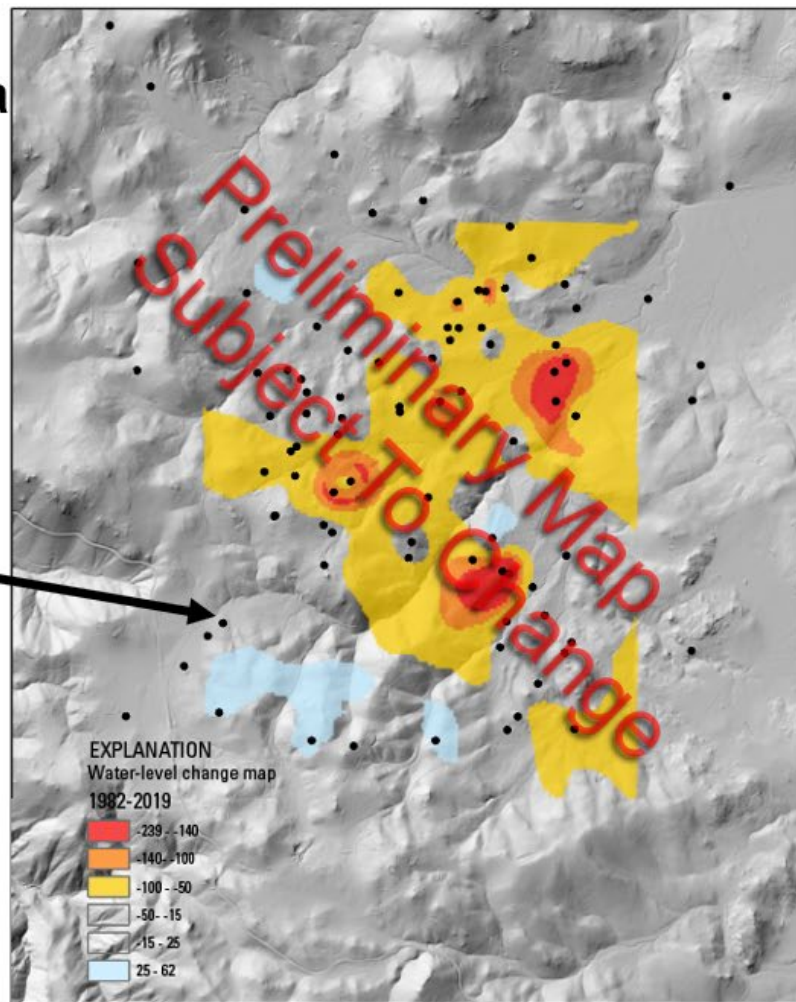 a
Preliminary Map
Subject To Change
EXPLANATION
Water-level change map
1982-2019
-239 - -140
-140 - -100
-100 - -50
-50 - -15
-15 - 25
25 - 62